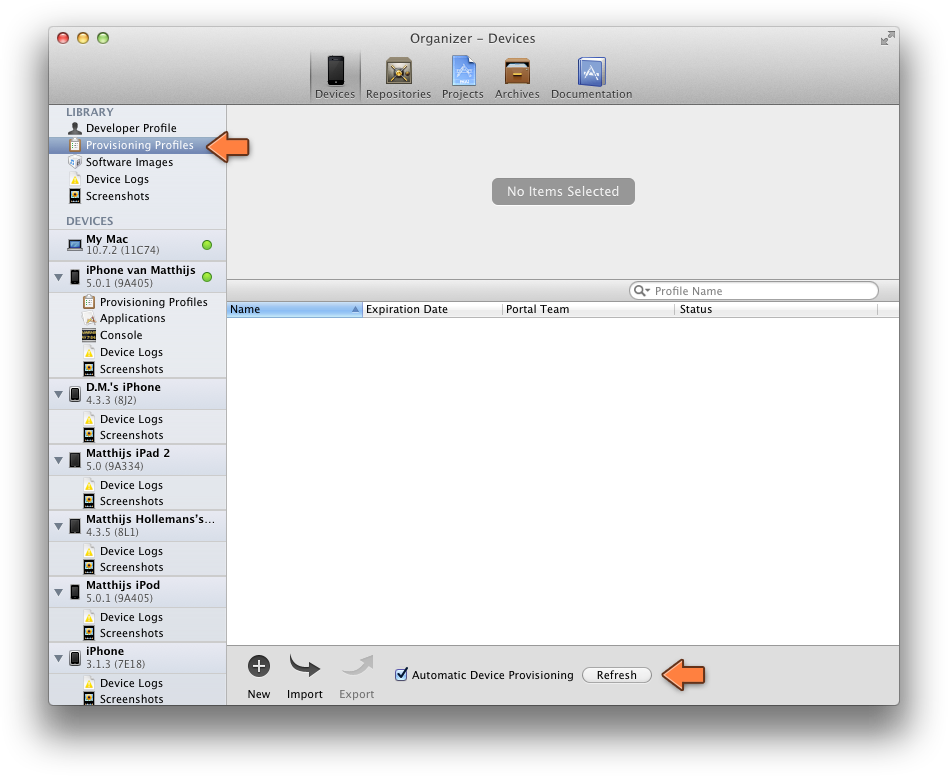 Organizer – Devices
Devices Repositories Projects Archives Documentation
LIBRARY
Developer Profile
Provisioning Profiles
Software Images
Device Logs
Screenshots
DEVICES
My Mac
10.7.2 (11C74)
iPhone van Matthijs
5.0.1 (9A405)
Provisioning Profiles
Applications
Console
Device Logs
Screenshots
D.M.'s iPhone
4.3.3 (8J2)
Device Logs
Screenshots
Matthijs iPad 2
5.0 (9A334)
Device Logs
Screenshots
Matthijs Hollemans's...
4.3.5 (8L1)
Device Logs
Screenshots
Matthijs iPod
5.0.1 (9A405)
Device Logs
Screenshots
iPhone
3.1.3 (7E18)
Device Logs
Screenshots
No Items Selected
Profile Name
Name Expiration Date Portal Team Status
New Import Export
Automatic Device Provisioning Refresh